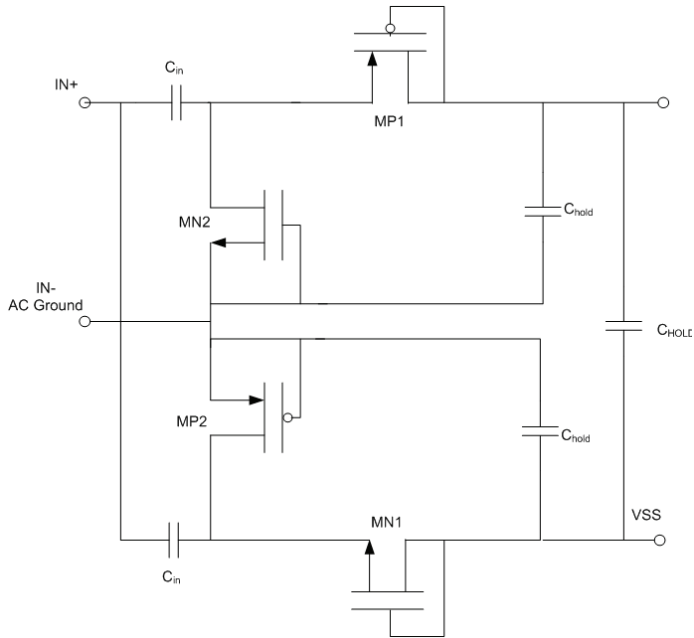 IN+
Cin
MP1
MN2
Chold
IN-
AC Ground
CHOLD
MP2
Chold
MN1
VSS
Cin